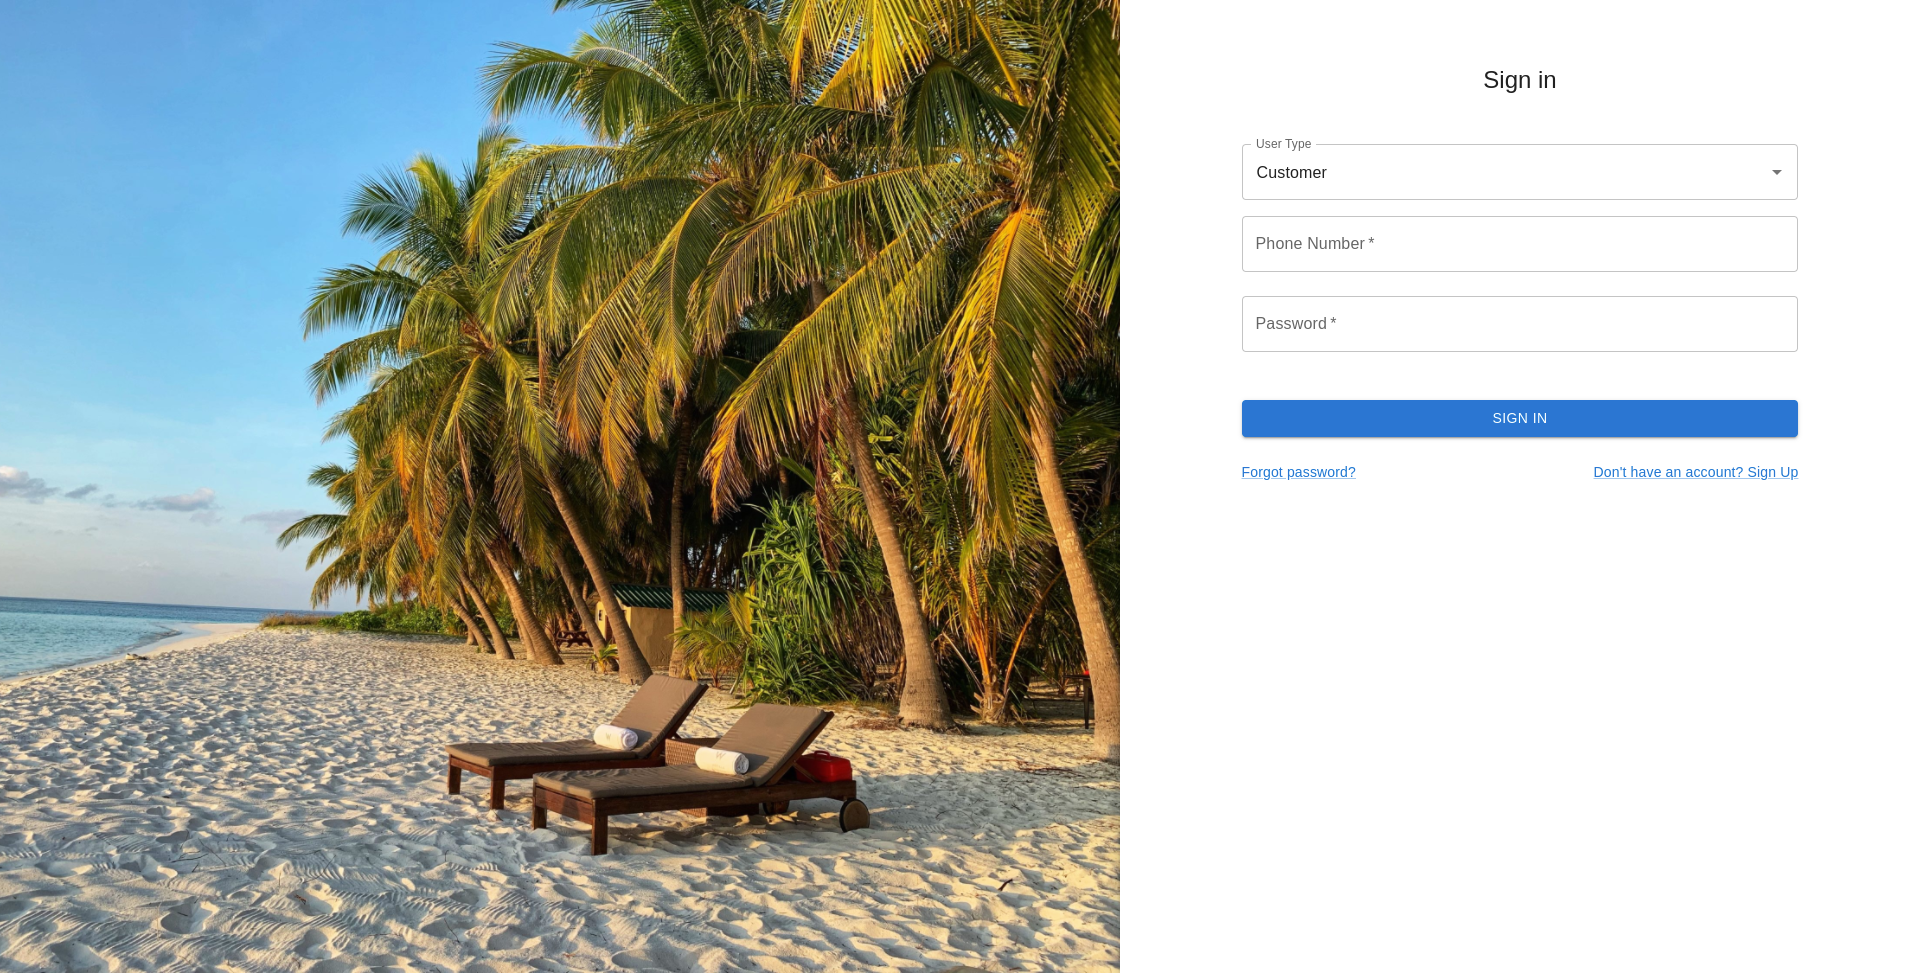 Sign in
User Type
Customer
Phone Number *
Password *
SIGN IN
Forgot password?
Don't have an account? Sign Up